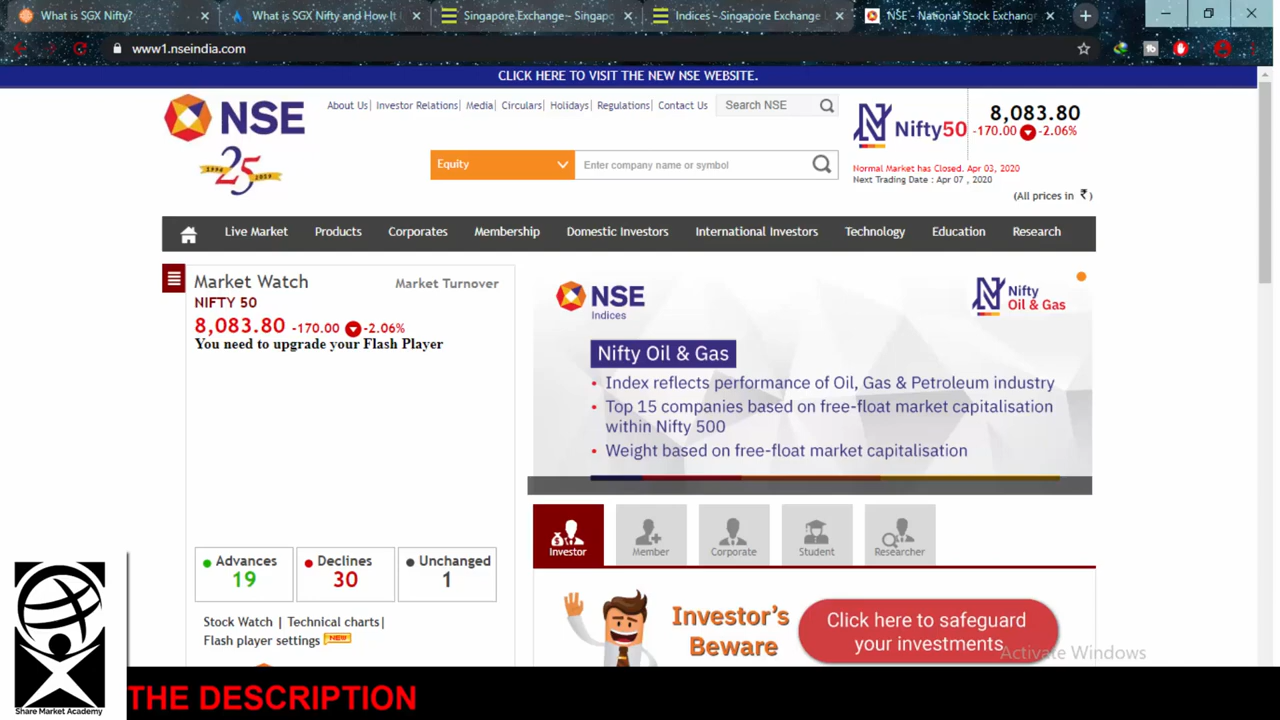 What is SGX Nifty?
What is SGX Nifty and How It
Singapore Exchange - Singap
Indices - Singapore Exchange
NSE - National Stock Exchang
www1.nseindia.com
CLICK HERE TO VISIT THE NEW NSE WEBSITE.
NSE
About Us| Investor Relations| Media| Circulars| Holidays| Regulations| Contact Us
Search NSE
Nifty50
8,083.80
-170.00 -2.06%
25
Equity
Enter company name or symbol
Normal Market has Closed. Apr 03, 2020
Next Trading Date : Apr 07 , 2020
(All prices in ₹)
Live Market Products Corporates Membership Domestic Investors International Investors Technology Education Research
Market Watch
Market Turnover
NIFTY 50
8,083.80 -170.00 -2.06%
You need to upgrade your Flash Player
NSE
Indices
Nifty
Oil & Gas
Nifty Oil & Gas
• Index reflects performance of Oil, Gas & Petroleum industry
• Top 15 companies based on free-float market capitalisation
within Nifty 500
• Weight based on free-float market capitalisation
Investor Member Corporate Student Researcher
Advances Declines Unchanged
19 30 1
Stock Watch | Technical charts|
Flash player settings NEW
Investor's
Beware
Click here to safeguard
your investments
Activate Windows
Share Market Academy
THE DESCRIPTION